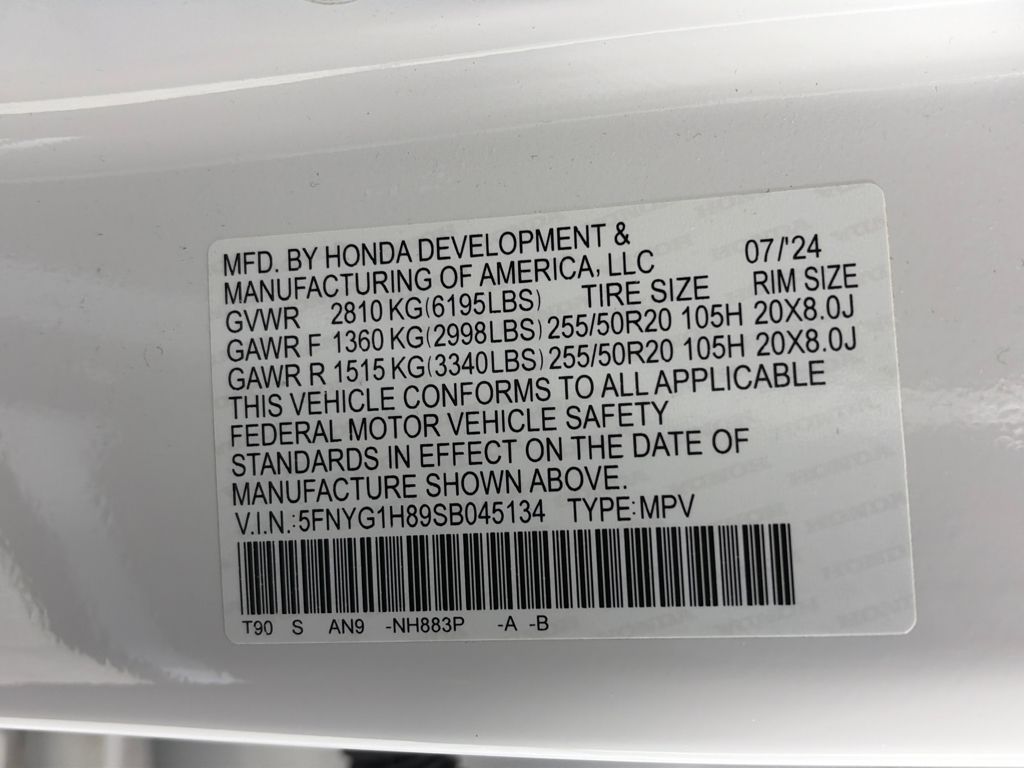 MFD. BY HONDA DEVELOPMENT &
MANUFACTURING OF AMERICA, LLC 07/'24
GVWR 2810 KG(6195LBS) TIRE SIZE RIM SIZE
GAWR F 1360 KG(2998LBS) 255/50R20 105H 20X8.0J
GAWR R 1515 KG(3340LBS) 255/50R20 105H 20X8.0J
THIS VEHICLE CONFORMS TO ALL APPLICABLE
FEDERAL MOTOR VEHICLE SAFETY
STANDARDS IN EFFECT ON THE DATE OF
MANUFACTURE SHOWN ABOVE.
V.I.N.:5FNYG1H89SB045134 TYPE:MPV
T90 S AN9 -NH883P -A -B